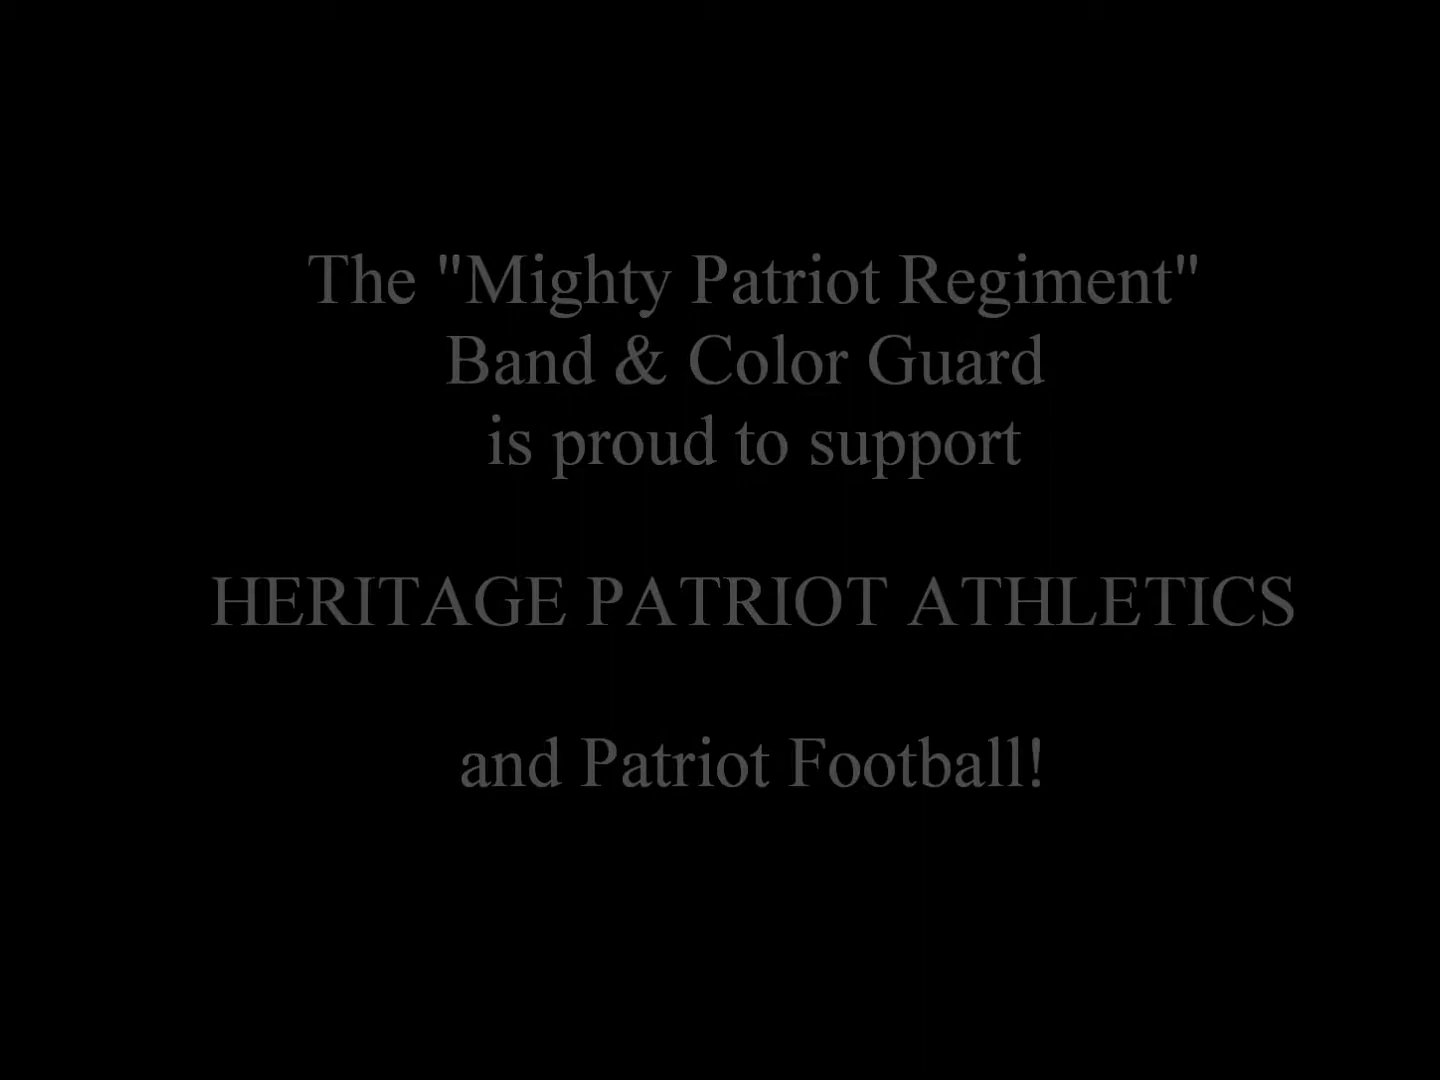 The "Mighty Patriot Regiment"
Band & Color Guard
is proud to support
HERITAGE PATRIOT ATHLETICS
and Patriot Football!